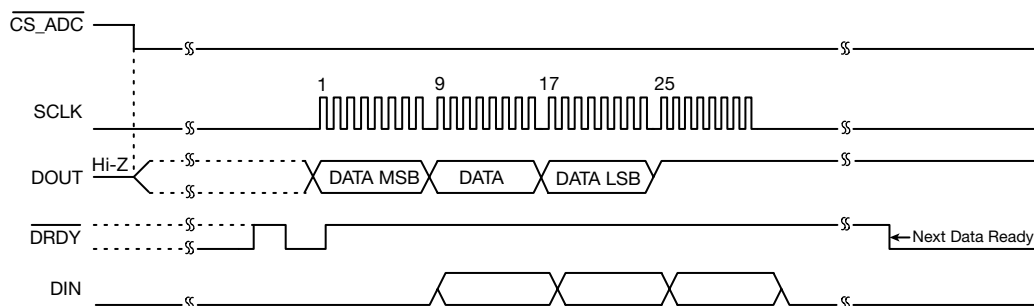 CS_ADC
1 9 17 25
SCLK
Hi-Z
DOUT DATA MSB DATA DATA LSB
DRDY Next Data Ready
DIN